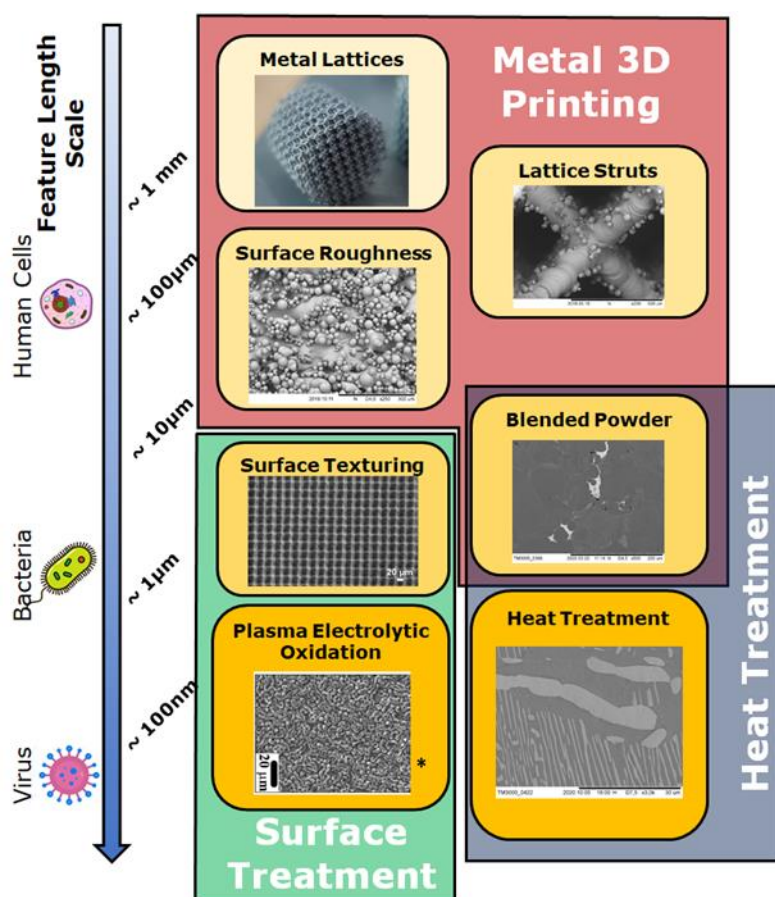 Feature Length
Scale
~ 1 mm
~ 100µm
~ 10µm
~ 1µm
~ 100nm
Human Cells
Bacteria
Virus
Metal 3D
Printing
Metal Lattices
Lattice Struts
Surface Roughness
Blended Powder
Surface Texturing
20 µm
Plasma Electrolytic
Oxidation
20 µm
*
Heat Treatment
Heat Treatment
Surface
Treatment